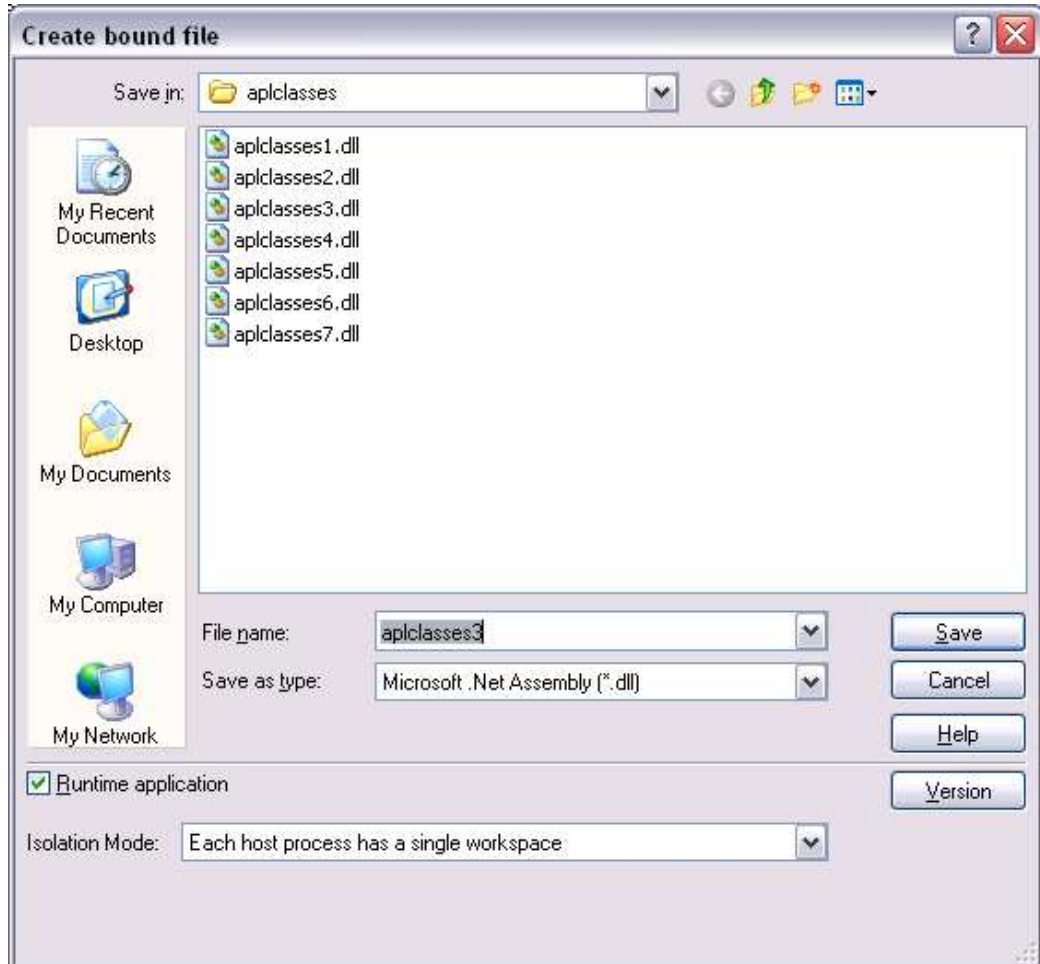 Create bound file
Save in:
aplclasses
My Recent
Documents
Desktop
My Documents
My Computer
My Network
aplclasses1.dll
aplclasses2.dll
aplclasses3.dll
aplclasses4.dll
aplclasses5.dll
aplclasses6.dll
aplclasses7.dll
File name:
aplclasses3
Save
Save as type:
Microsoft .Net Assembly (*.dll)
Cancel
Help
Runtime application
Version
Isolation Mode:
Each host process has a single workspace